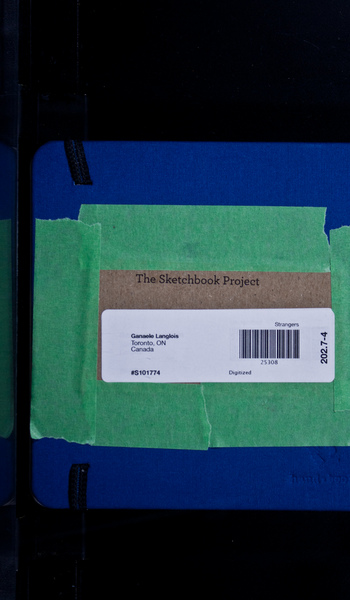 The Sketchbook Project
Strangers
Ganaele Langlois
Toronto, ON
Canada
25308
202.7-4
#S101774
Digitized